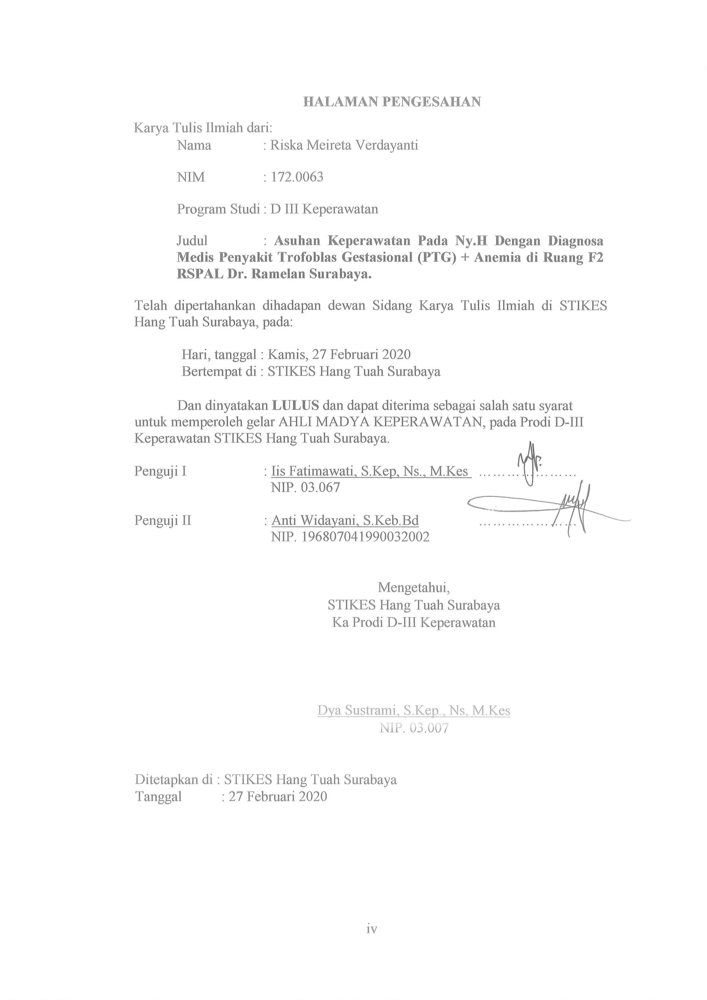 HALAMAN PENGESAHAN
Karya Tulis Ilmiah dari:
Nama : Riska Meireta Verdayanti
NIM : 172.0063
Program Studi : D III Keperawatan
Judul : Asuhan Keperawatan Pada Ny.H Dengan Diagnosa
Medis Penyakit Trofoblas Gestasional (PTG) + Anemia di Ruang F2
RSPAL Dr. Ramelan Surabaya.
Telah dipertahankan dihadapan dewan Sidang Karya Tulis Ilmiah di STIKES
Hang Tuah Surabaya, pada:
Hari, tanggal : Kamis, 27 Februari 2020
Bertempat di : STIKES Hang Tuah Surabaya
Dan dinyatakan LULUS dan dapat diterima sebagai salah satu syarat
untuk memperoleh gelar AHLI MADYA KEPERAWATAN, pada Prodi D-III
Keperawatan STIKES Hang Tuah Surabaya.
Penguji I : Iis Fatimawati, S.Kep, Ns., M.Kes ......................
NIP. 03.067
Penguji II : Anti Widayani, S.Keb.Bd ......................
NIP. 196807041990032002
Mengetahui,
STIKES Hang Tuah Surabaya
Ka Prodi D-III Keperawatan
Dya Sustrami, S.Kep., Ns, M.Kes
NIP. 03.007
Ditetapkan di : STIKES Hang Tuah Surabaya
Tanggal : 27 Februari 2020
iv